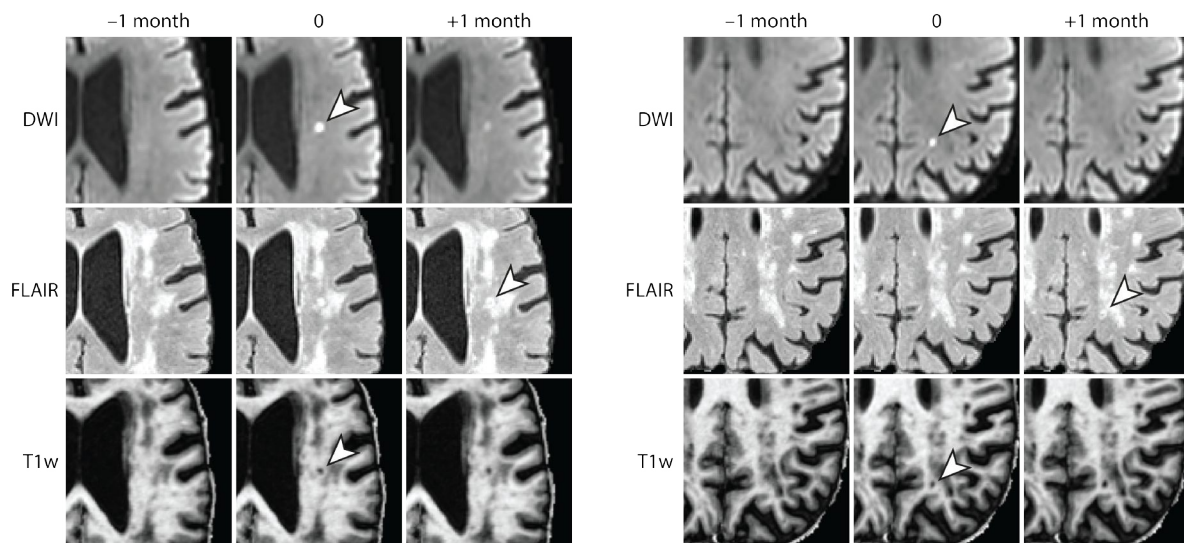 −1 month 0 +1 month −1 month 0 +1 month
DWI DWI
FLAIR FLAIR
T1w T1w